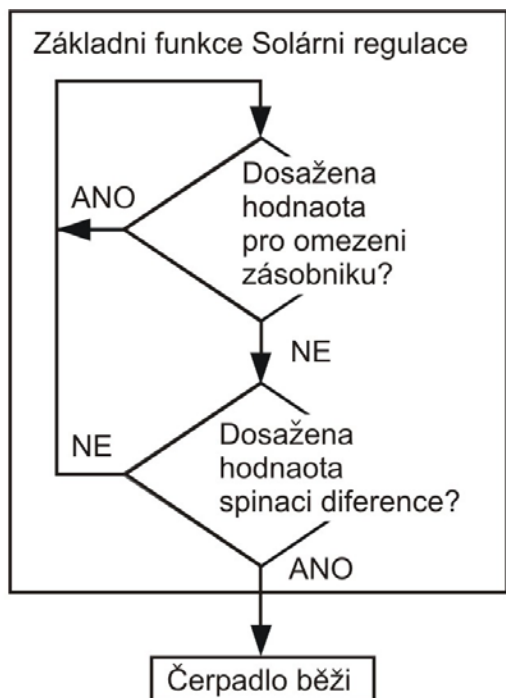 Základni funkce Solárni regulace
ANO
Dosažena
hodnaota
pro omezeni
zásobniku?
NE
NE
Dosažena
hodnaota
spinaci diference?
ANO
Čerpadlo běži